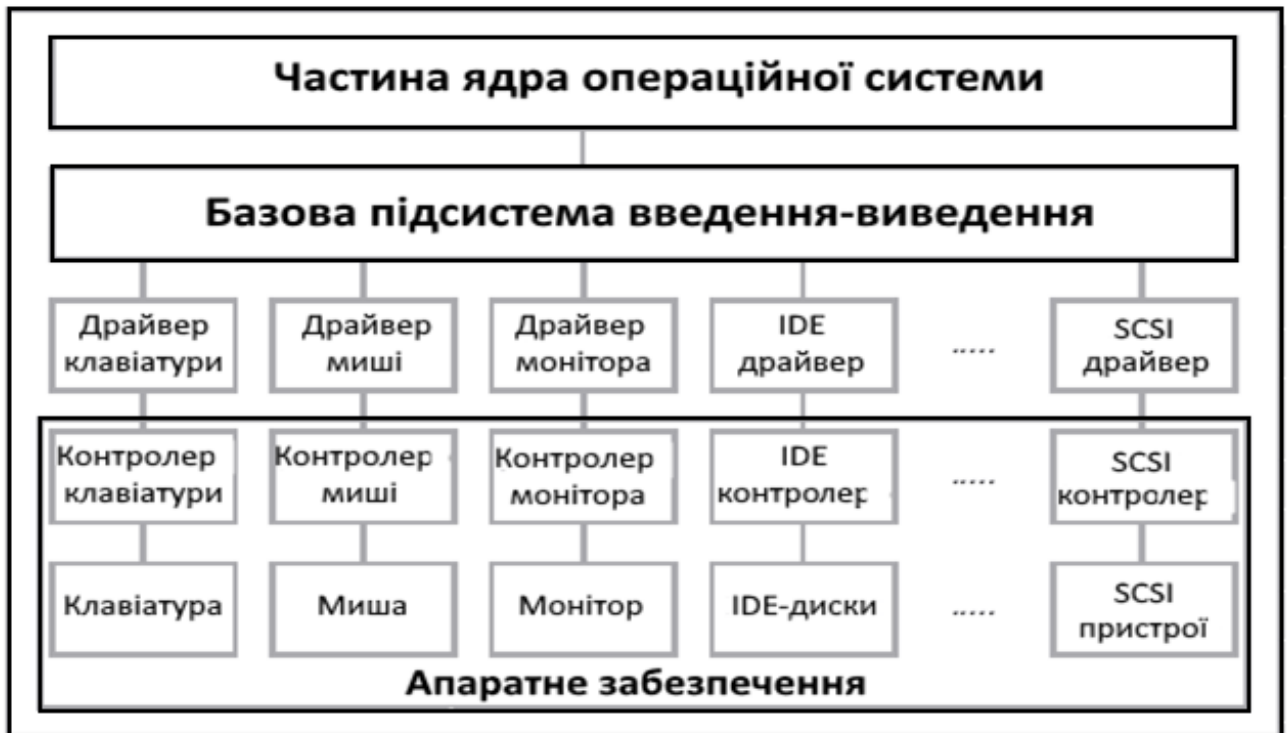 Частина ядра операційної системи
Базова підсистема введення-виведення
Драйвер клавіатури
Драйвер миші
Драйвер монітора
IDE драйвер
.....
SCSI драйвер
Контролер клавіатури
Контролер миші
Контролер монітора
IDE контролер
.....
SCSI контролер
Клавіатура
Миша
Монітор
IDE-диски
.....
SCSI пристрої
Апаратне забезпечення